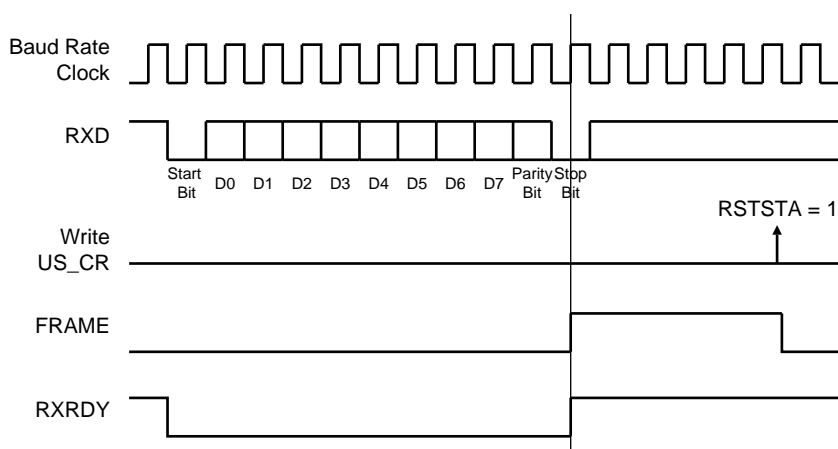 Baud Rate
Clock
RXD
Start
Bit
D0 D1 D2 D3 D4 D5 D6 D7
Parity
Bit
Stop
Bit
RSTSTA = 1
Write
US_CR
FRAME
RXRDY